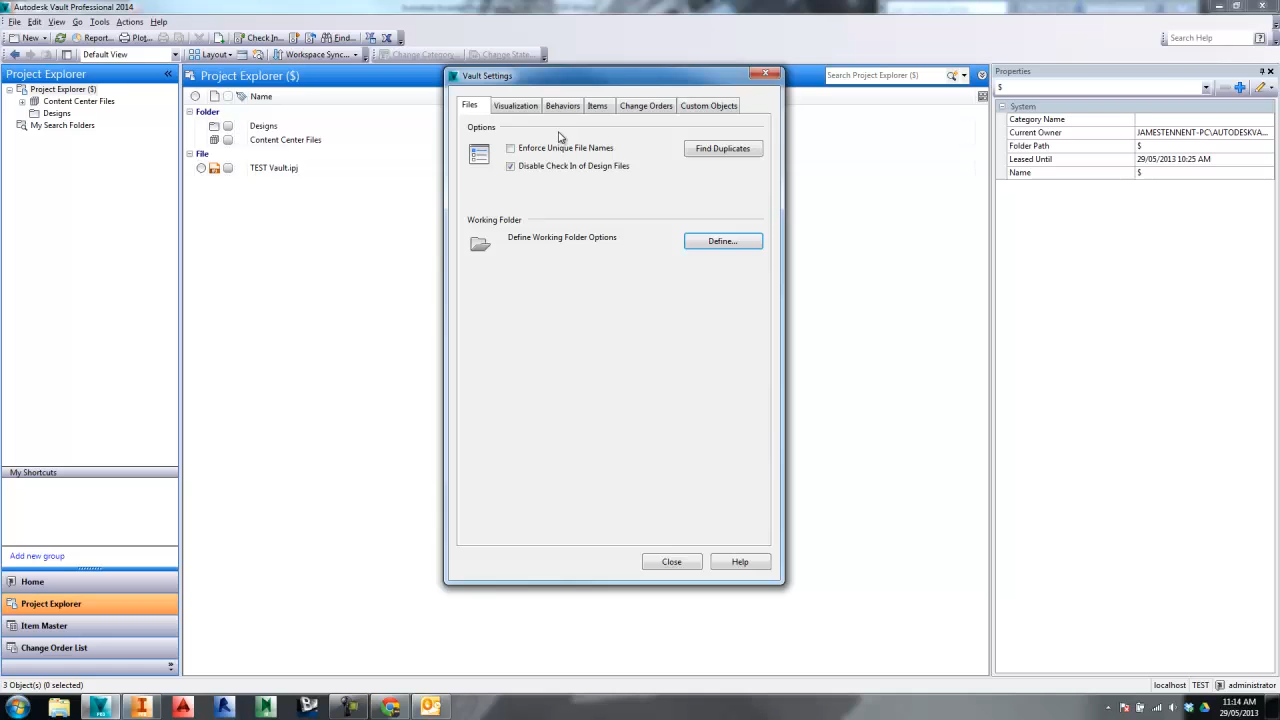 Autodesk Vault Professional 2014
File Edit View Go Tools Actions Help
New Report... Plot... Check In... Find...
Search Help
Default View Layout Workspace Sync... Change Category... Change State...
Project Explorer
Project Explorer ($)
Content Center Files
Designs
My Search Folders
My Shortcuts
Add new group
Home
Project Explorer
Item Master
Change Order List
3 Object(s) (0 selected)
Project Explorer ($)
Search Project Explorer ($)
Name
Folder
Designs
Content Center Files
File
TEST Vault.ipj
Vault Settings
Files Visualization Behaviors Items Change Orders Custom Objects
Options
Enforce Unique File Names
Find Duplicates
Disable Check In of Design Files
Working Folder
Define Working Folder Options
Define...
Close Help
Properties
$
System
Category Name
Current Owner JAMESTENNENT-PC\AUTODESKVA...
Folder Path $
Leased Until 29/05/2013 10:25 AM
Name $
localhost TEST administrator
11:14 AM
29/05/2013